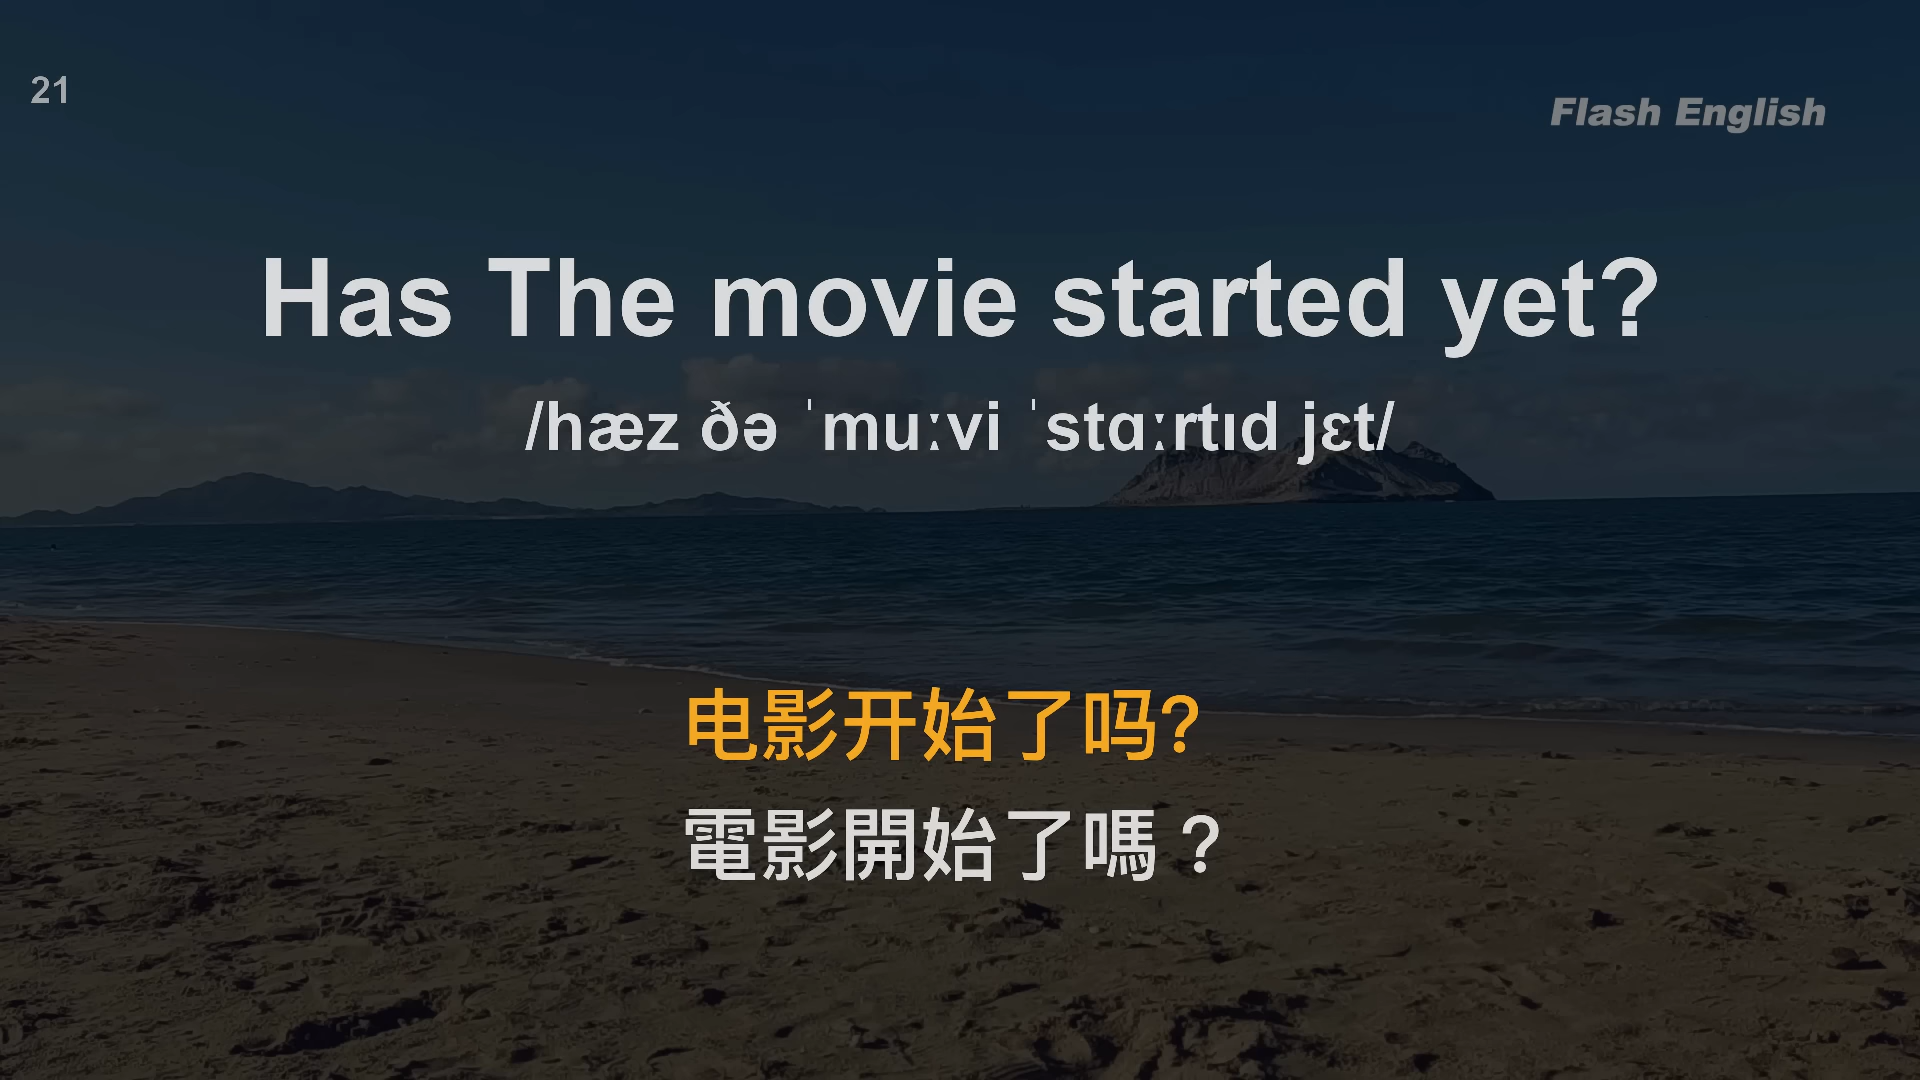 21
Flash English
Has The movie started yet?
/hæz ðə ˈmuːvi ˈstɑːrtɪd jɛt/
电影开始了吗?
電影開始了嗎？